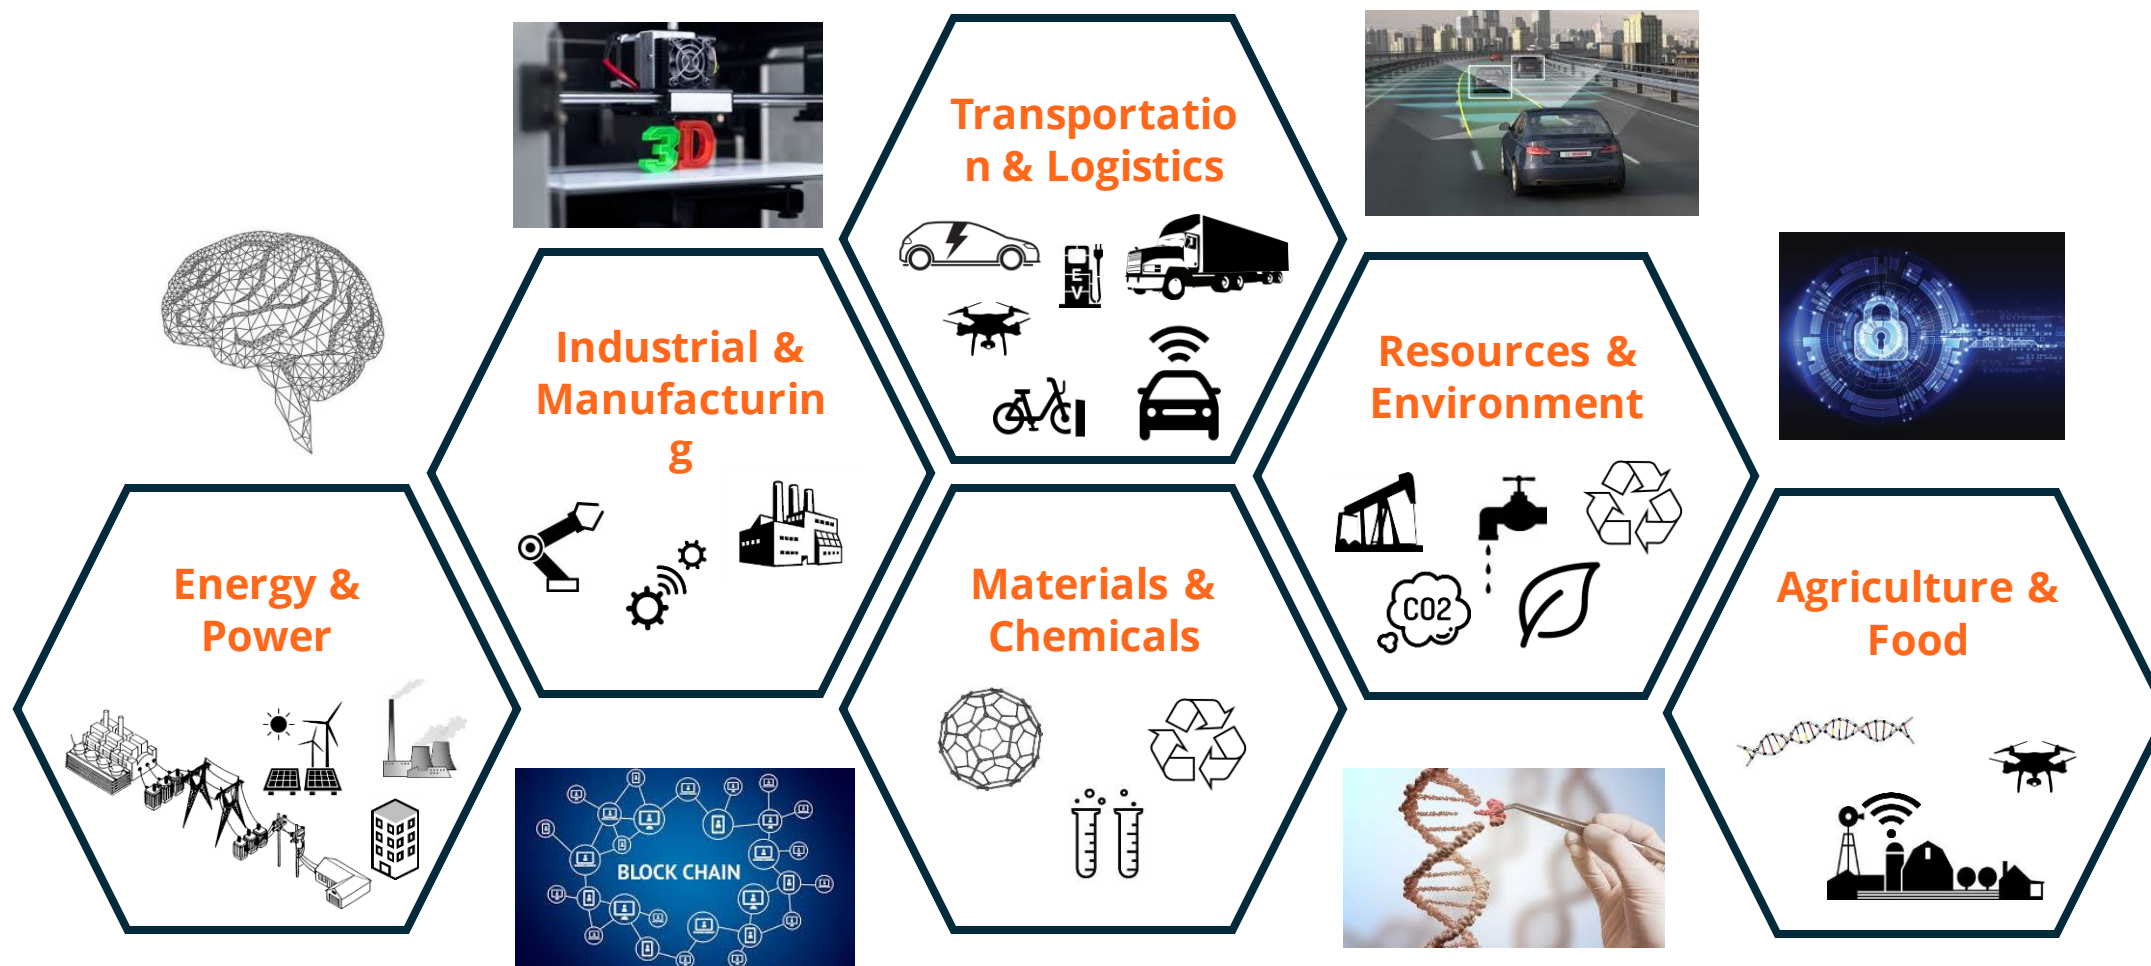 3D
Transportatio
n & Logistics
E
V
Industrial &
Manufacturin
g
Resources &
Environment
CO2
Energy &
Power
Materials &
Chemicals
Agriculture &
Food
BLOCK CHAIN